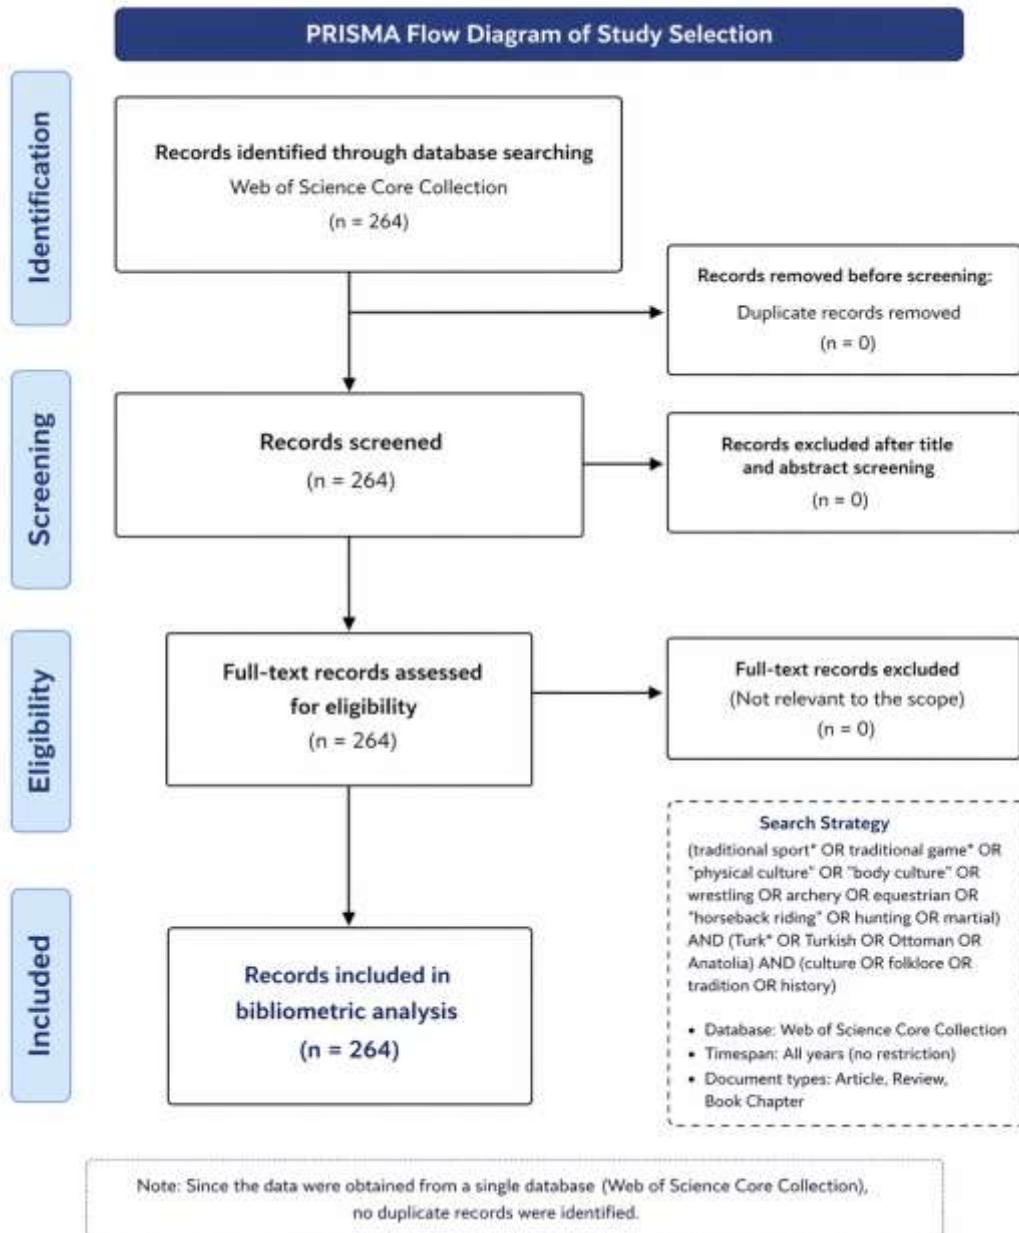 PRISMA Flow Diagram of Study Selection
Identification
Records identified through database searching
Web of Science Core Collection
(n = 264)
Records removed before screening:
Duplicate records removed
(n = 0)
Screening
Records screened
(n = 264)
Records excluded after title
and abstract screening
(n = 0)
Eligibility
Full-text records assessed
for eligibility
(n = 264)
Full-text records excluded
(Not relevant to the scope)
(n = 0)
Included
Records included in
bibliometric analysis
(n = 264)
Search Strategy
(traditional sport* OR traditional game* OR
"physical culture" OR "body culture" OR
wrestling OR archery OR equestrian OR
"horseback riding" OR hunting OR martial)
AND (Turk* OR Turkish OR Ottoman OR
Anatolia) AND (culture OR folklore OR
tradition OR history)
• Database: Web of Science Core Collection
• Timespan: All years (no restriction)
• Document types: Article, Review,
Book Chapter
Note: Since the data were obtained from a single database (Web of Science Core Collection),
no duplicate records were identified.